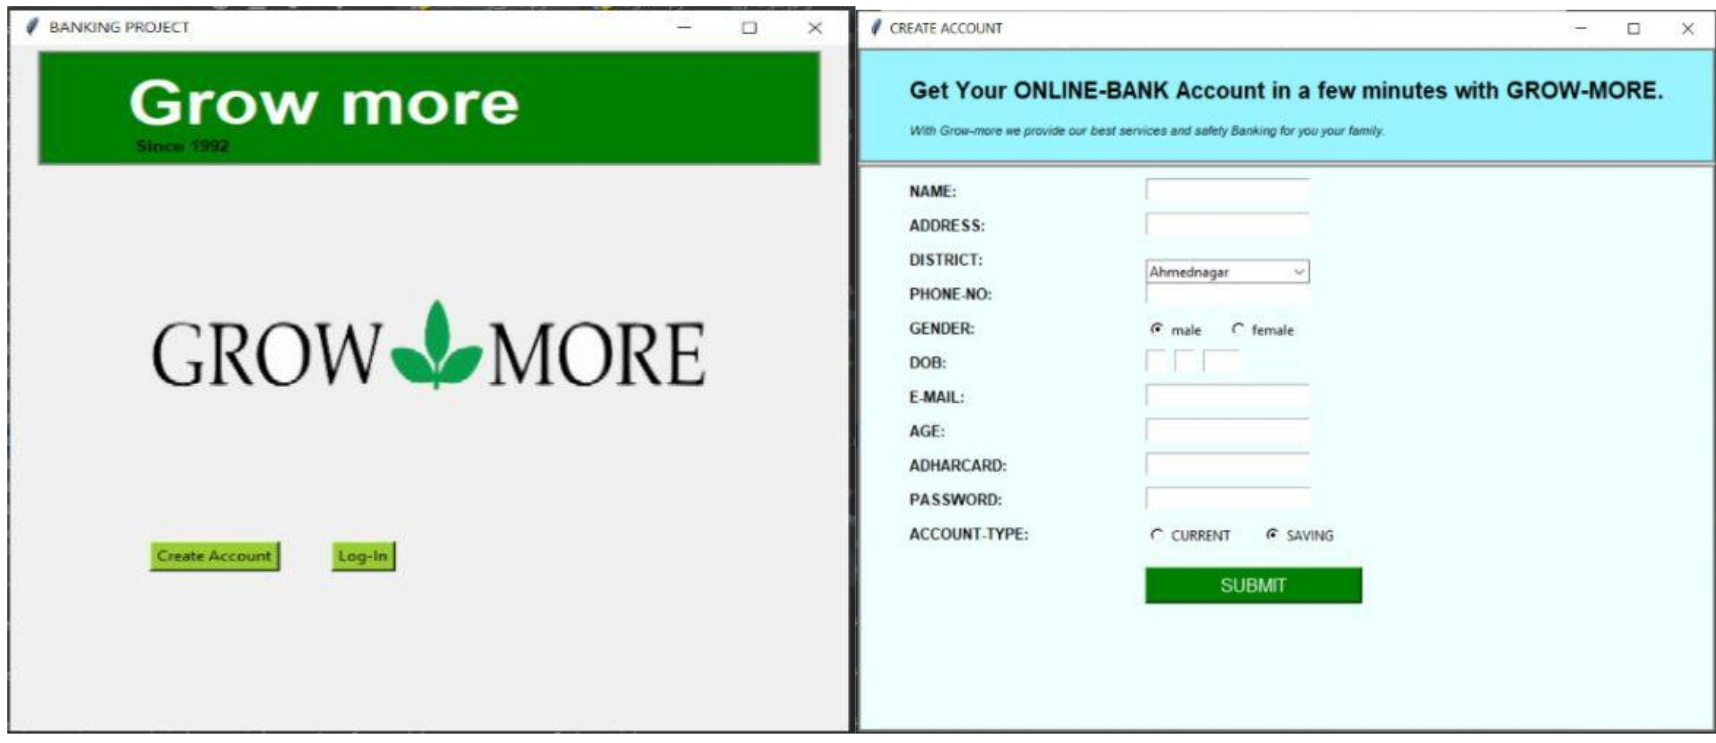 BANKING PROJECT
Grow more
Since 1992
GROW MORE
Create Account
Log-In
CREATE ACCOUNT
Get Your ONLINE-BANK Account in a few minutes with GROW-MORE.
With Grow-more we provide our best services and safety Banking for you your family.
NAME:
ADDRESS:
DISTRICT: Ahmednagar
PHONE-NO:
GENDER: male female
DOB:
E-MAIL:
AGE:
ADHARCARD:
PASSWORD:
ACCOUNT-TYPE: CURRENT SAVING
SUBMIT